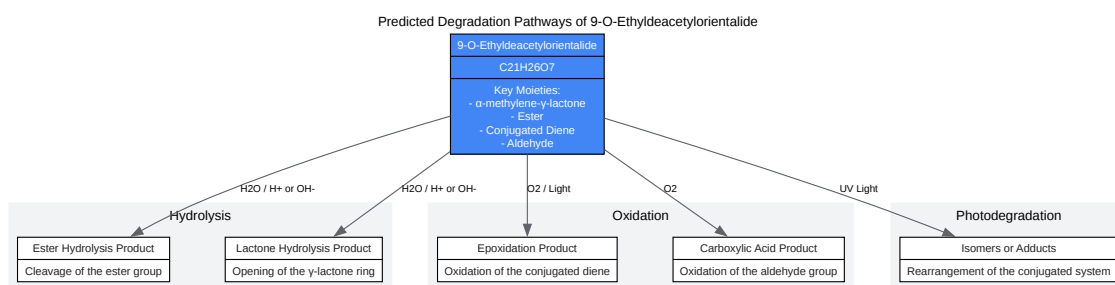 Predicted Degradation Pathways of 9-O-Ethyldeacetylorientalide
9-O-Ethyldeacetylorientalide
C21H26O7
Key Moieties:
- α-methylene-γ-lactone
- Ester
- Conjugated Diene
- Aldehyde
H2O / H+ or OH-
H2O / H+ or OH-
O2 / Light
O2
UV Light
Hydrolysis
Oxidation
Photodegradation
Ester Hydrolysis Product
Cleavage of the ester group
Lactone Hydrolysis Product
Opening of the γ-lactone ring
Epoxidation Product
Oxidation of the conjugated diene
Carboxylic Acid Product
Oxidation of the aldehyde group
Isomers or Adducts
Rearrangement of the conjugated system